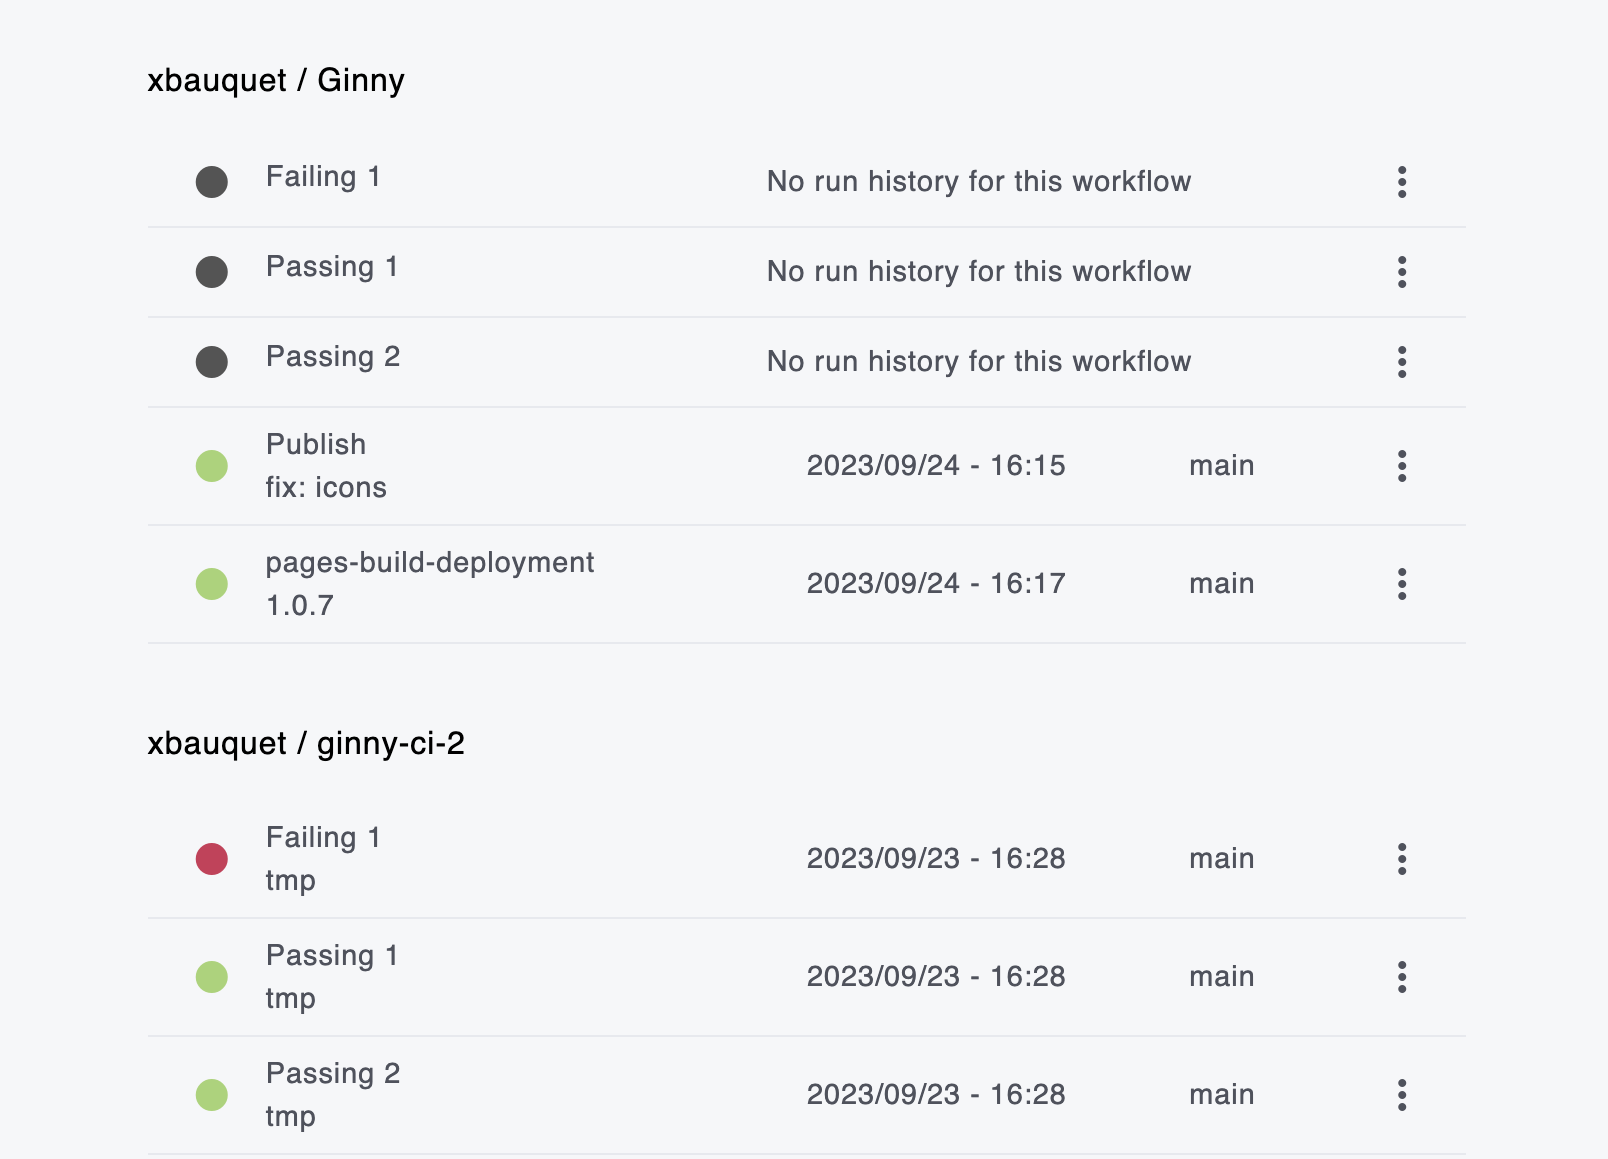 xbauquet / Ginny
Failing 1 No run history for this workflow
Passing 1 No run history for this workflow
Passing 2 No run history for this workflow
Publish
fix: icons
2023/09/24 - 16:15 main
pages-build-deployment
1.0.7
2023/09/24 - 16:17 main
xbauquet / ginny-ci-2
Failing 1
tmp
2023/09/23 - 16:28 main
Passing 1
tmp
2023/09/23 - 16:28 main
Passing 2
tmp
2023/09/23 - 16:28 main